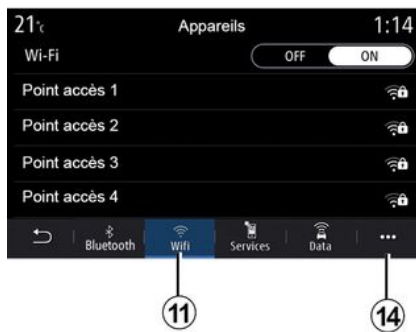 21°c Appareils 1:14
Wi-Fi OFF ON
Point accès 1
Point accès 2
Point accès 3
Point accès 4
Bluetooth Wifi Services Data
11 14